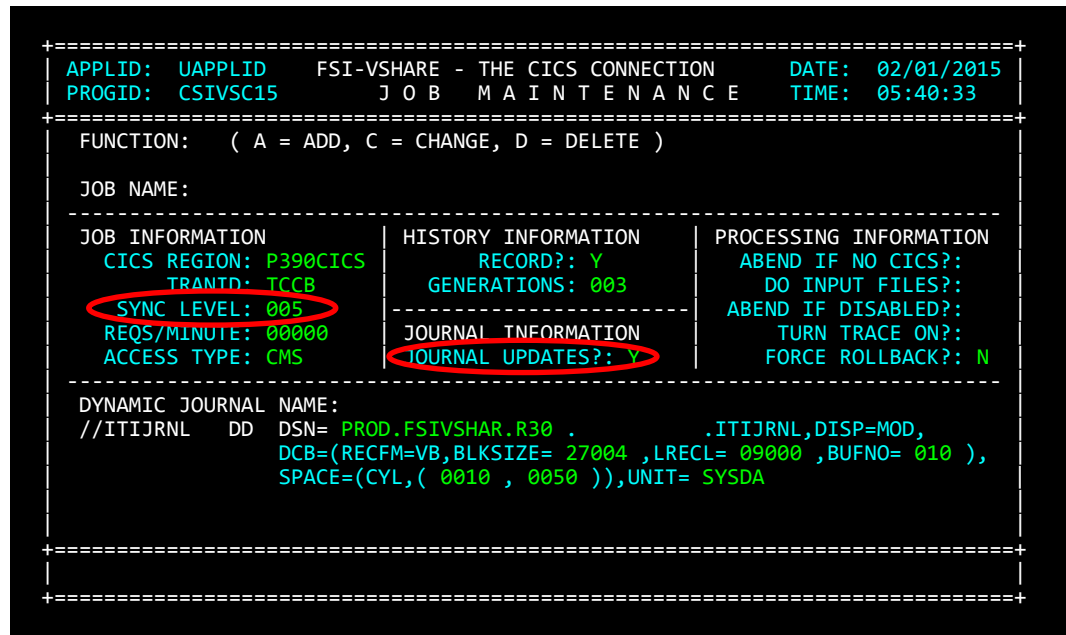 APPLID: UAPPLID FSI-VSHARE - THE CICS CONNECTION DATE: 02/01/2015
PROGID: CSIVSC15 J O B M A I N T E N A N C E TIME: 05:40:33
FUNCTION: ( A = ADD, C = CHANGE, D = DELETE )
JOB NAME:
JOB INFORMATION HISTORY INFORMATION PROCESSING INFORMATION
CICS REGION: P390CICS RECORD?: Y ABEND IF NO CICS?:
TRANID: TCCB GENERATIONS: 003 DO INPUT FILES?:
SYNC LEVEL: 005 ABEND IF DISABLED?:
REQS/MINUTE: 00000 JOURNAL INFORMATION TURN TRACE ON?:
ACCESS TYPE: CMS JOURNAL UPDATES?: Y FORCE ROLLBACK?: N
DYNAMIC JOURNAL NAME:
//ITIJRNL DD DSN= PROD.FSIVSHAR.R30 . .ITIJRNL,DISP=MOD,
DCB=(RECFM=VB,BLKSIZE= 27004 ,LRECL= 09000 ,BUFNO= 010 ),
SPACE=(CYL,( 0010 , 0050 )),UNIT= SYSDA